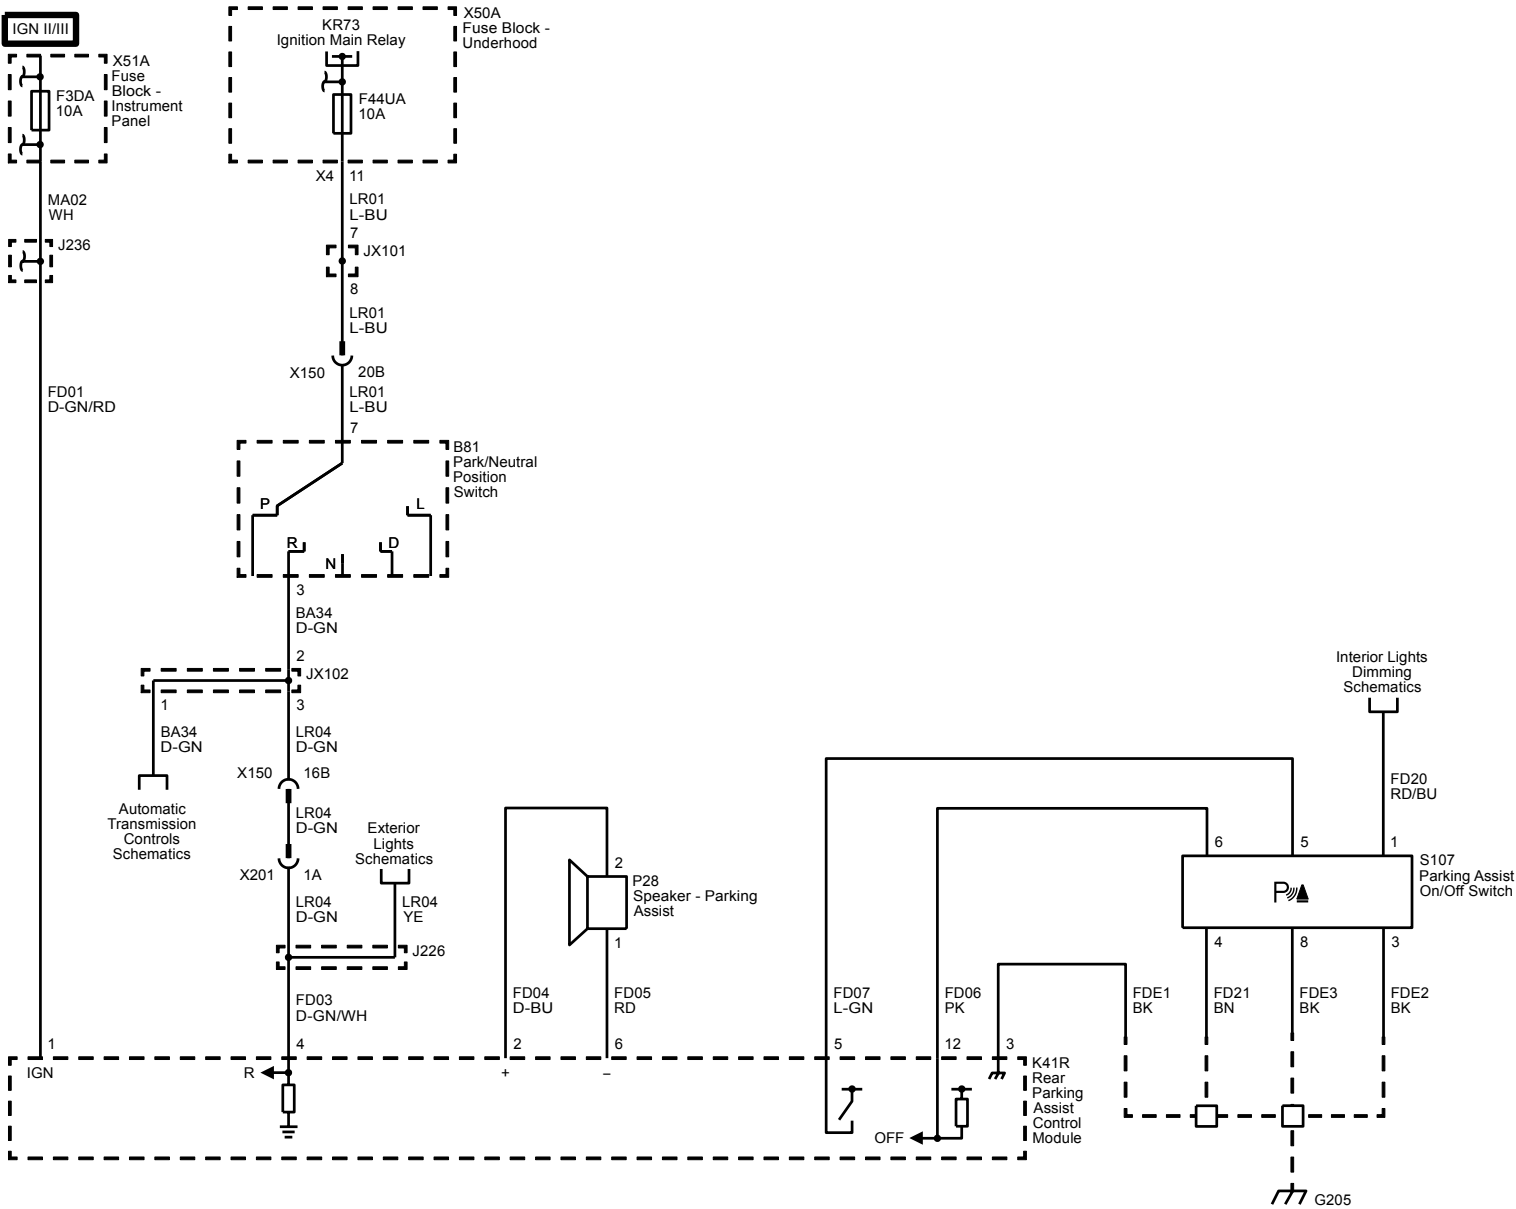 IGN II/III
X51A
Fuse
Block -
Instrument
Panel
F3DA
10A
MA02
WH
J236
FD01
D-GN/RD
KR73
Ignition Main Relay
X50A
Fuse Block -
Underhood
F44UA
10A
X4 11
LR01
L-BU
7
JX101
8
LR01
L-BU
X150 20B
LR01
L-BU
7
B81
Park/Neutral
Position
Switch
P
L
R
D
N
3
BA34
D-GN
2
JX102
1
3
BA34
D-GN
LR04
D-GN
X150 16B
Automatic
Transmission
Controls
Schematics
LR04
D-GN
Exterior
Lights
Schematics
X201 1A
LR04
D-GN
LR04
YE
J226
FD03
D-GN/WH
2
P28
Speaker - Parking
Assist
1
FD04
D-BU
FD05
RD
Interior Lights
Dimming
Schematics
FD20
RD/BU
6 5 1
S107
Parking Assist
On/Off Switch
P
4 8 3
FD07
L-GN
FD06
PK
FDE1
BK
FD21
BN
FDE3
BK
FDE2
BK
1 4 2 6 5 12 3
IGN
R
+
–
OFF
K41R
Rear
Parking
Assist
Control
Module
G205